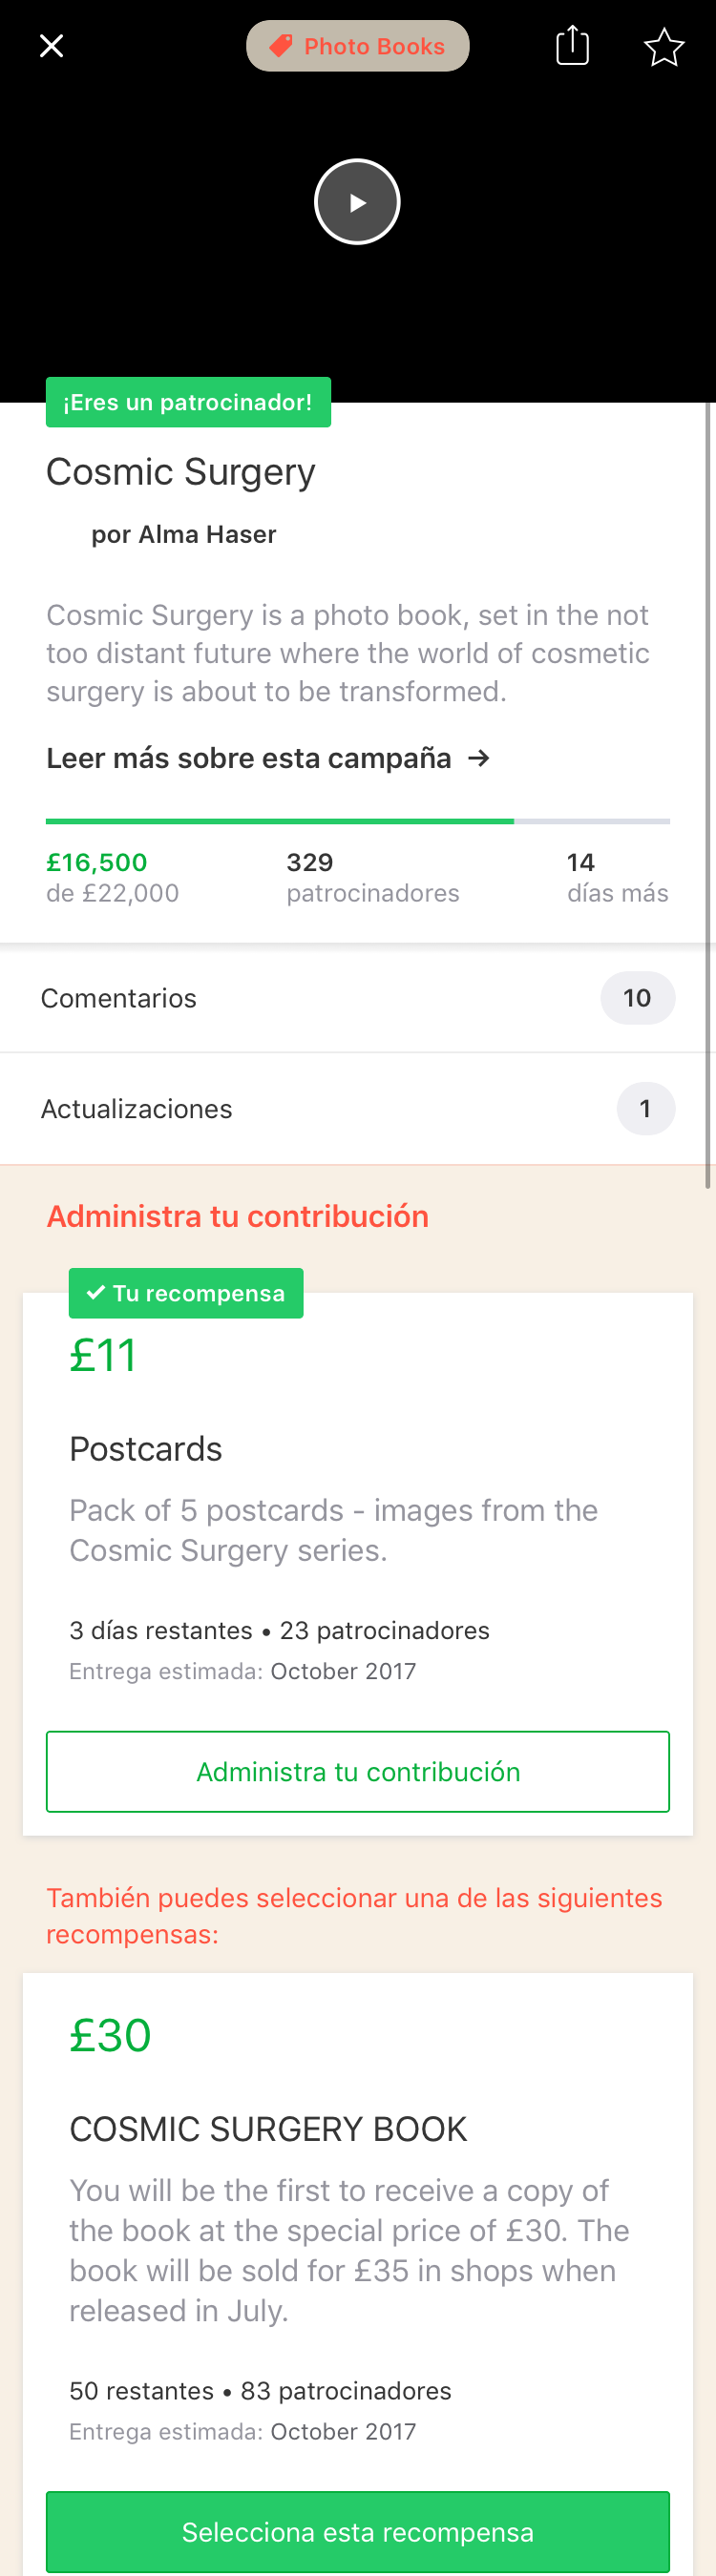 Photo Books
¡Eres un patrocinador!
Cosmic Surgery
por Alma Haser
Cosmic Surgery is a photo book, set in the not
too distant future where the world of cosmetic
surgery is about to be transformed.
Leer más sobre esta campaña →
£16,500
de £22,000
329
patrocinadores
14
días más
Comentarios
10
Actualizaciones
1
Administra tu contribución
✓ Tu recompensa
£11
Postcards
Pack of 5 postcards - images from the
Cosmic Surgery series.
3 días restantes • 23 patrocinadores
Entrega estimada: October 2017
Administra tu contribución
También puedes seleccionar una de las siguientes
recompensas:
£30
COSMIC SURGERY BOOK
You will be the first to receive a copy of
the book at the special price of £30. The
book will be sold for £35 in shops when
released in July.
50 restantes • 83 patrocinadores
Entrega estimada: October 2017
Selecciona esta recompensa